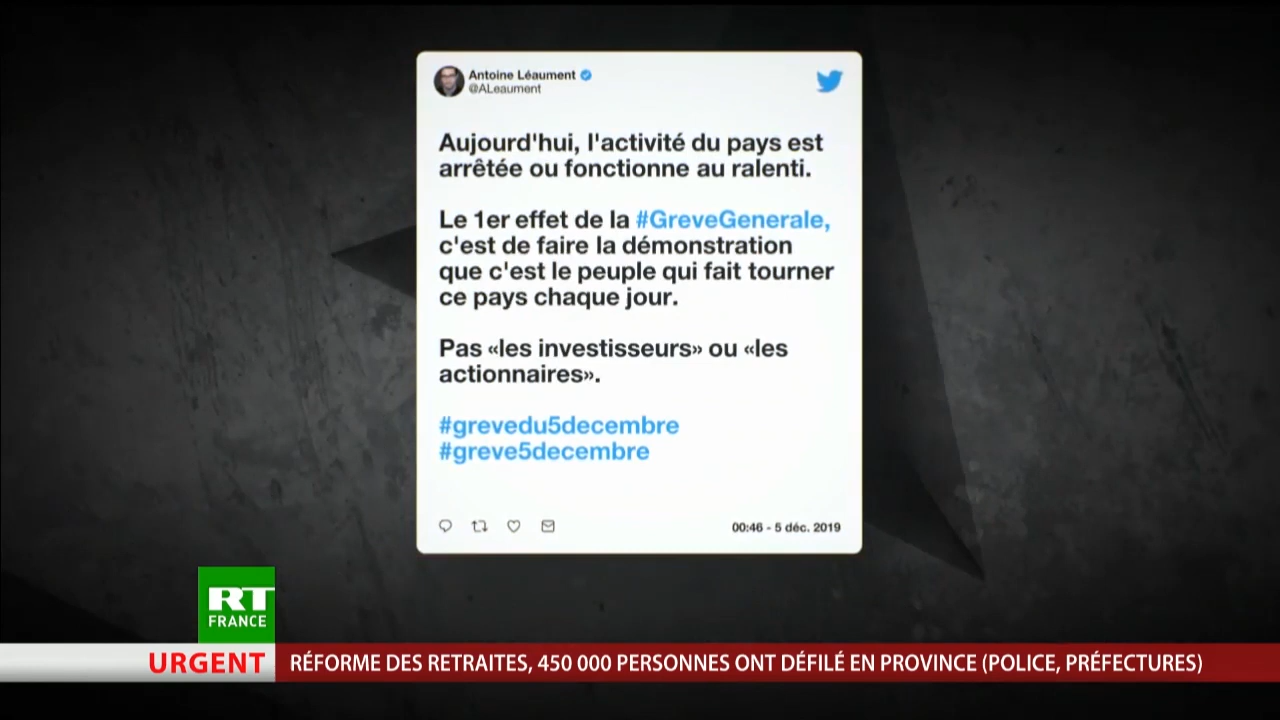 Antoine Léaument
@ALeaument
Aujourd'hui, l'activité du pays est
arrêtée ou fonctionne au ralenti.
Le 1er effet de la #GreveGenerale,
c'est de faire la démonstration
que c'est le peuple qui fait tourner
ce pays chaque jour.
Pas «les investisseurs» ou «les
actionnaires».
#grevedu5decembre
#greve5decembre
00:46 - 5 déc. 2019
RT
FRANCE
URGENT
RÉFORME DES RETRAITES, 450 000 PERSONNES ONT DÉFILÉ EN PROVINCE (POLICE, PRÉFECTURES)